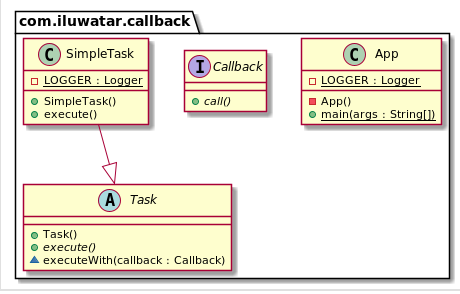 com.iluwatar.callback
C SimpleTask
LOGGER : Logger
SimpleTask()
execute()
I Callback
call()
C App
LOGGER : Logger
App()
main(args : String[])
A Task
Task()
execute()
executeWith(callback : Callback)